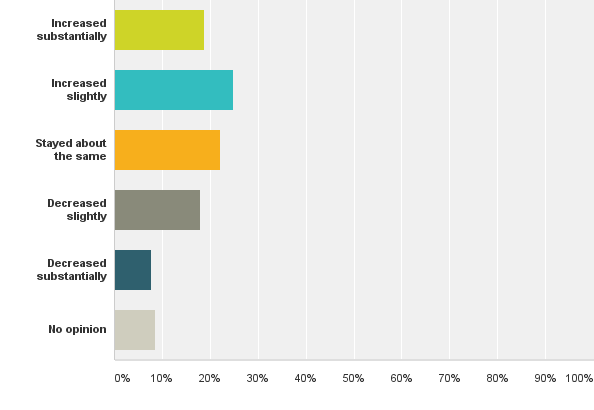 Increased
substantially
Increased
slightly
Stayed about
the same
Decreased
slightly
Decreased
substantially
No opinion
0% 10% 20% 30% 40% 50% 60% 70% 80% 90% 100%